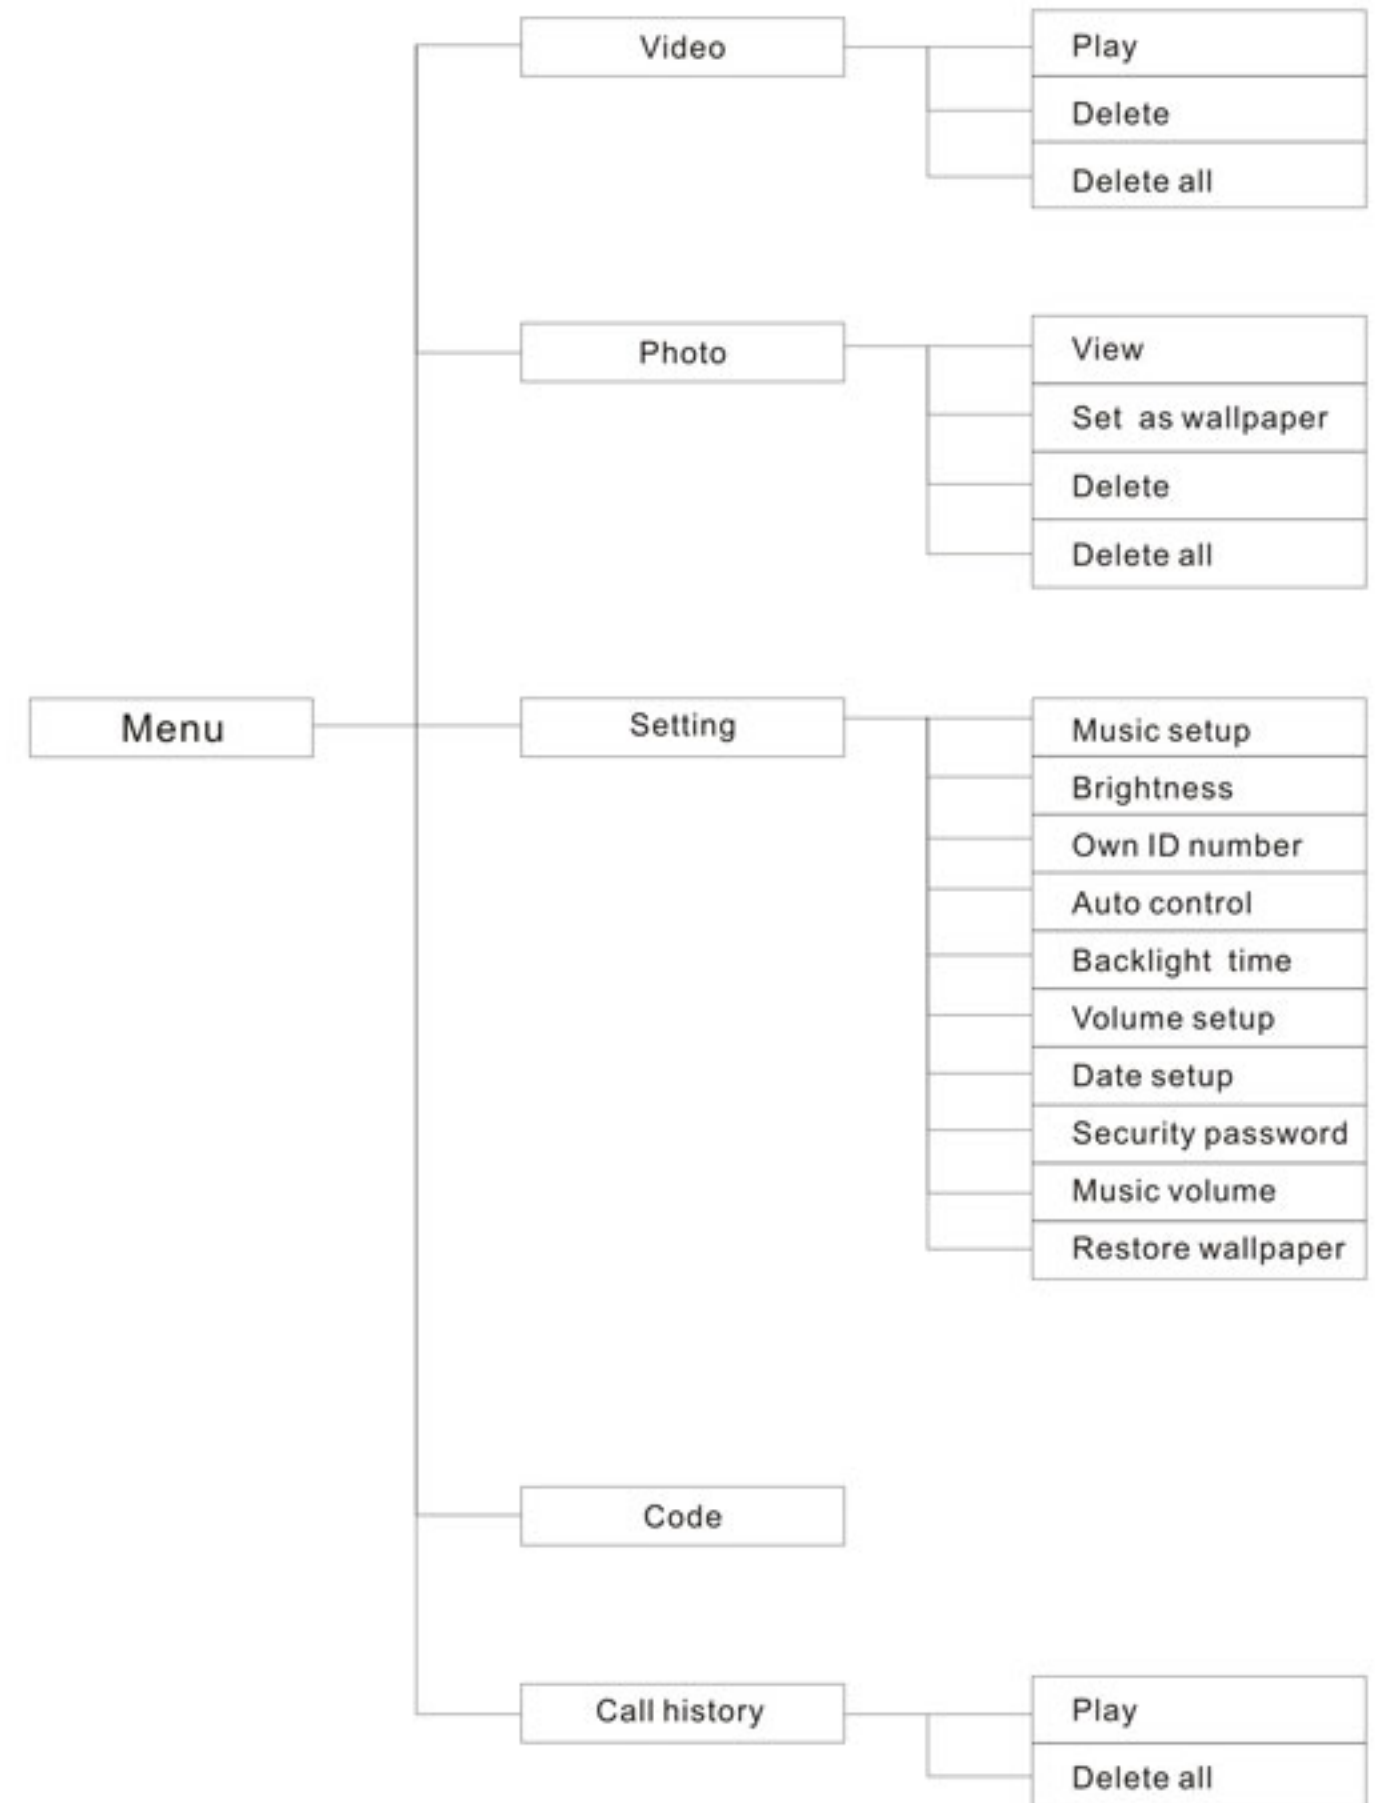 Video
Play
Delete
Delete all
Photo
View
Set as wallpaper
Delete
Delete all
Menu
Setting
Music setup
Brightness
Own ID number
Auto control
Backlight time
Volume setup
Date setup
Security password
Music volume
Restore wallpaper
Code
Call history
Play
Delete all